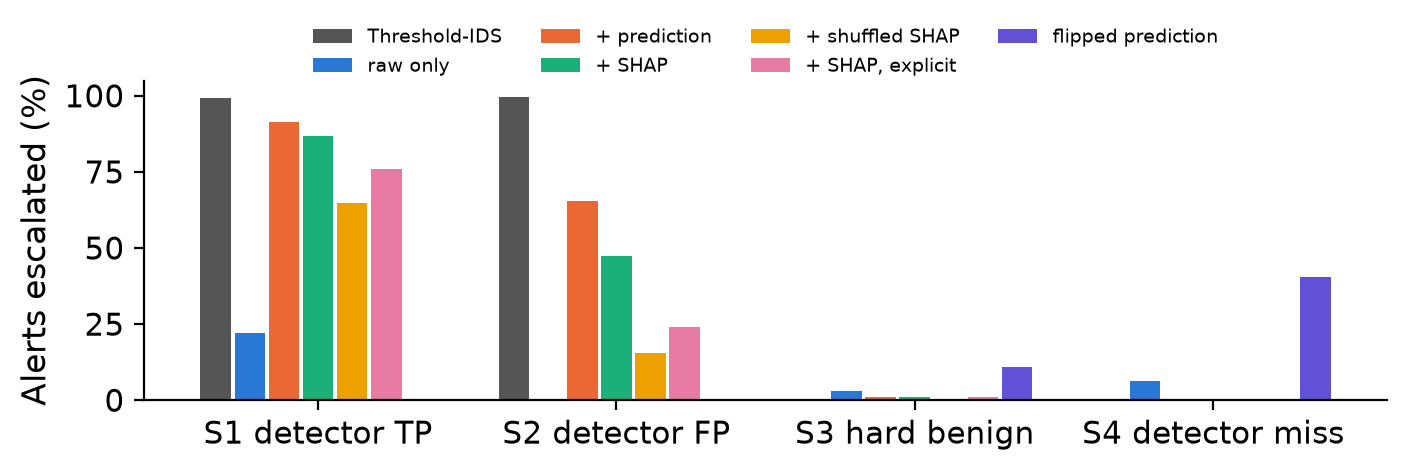 Threshold-IDS + prediction + shuffled SHAP flipped prediction
raw only + SHAP + SHAP, explicit
Alerts escalated (%)
100
75
50
25
0
S1 detector TP S2 detector FP S3 hard benign S4 detector miss